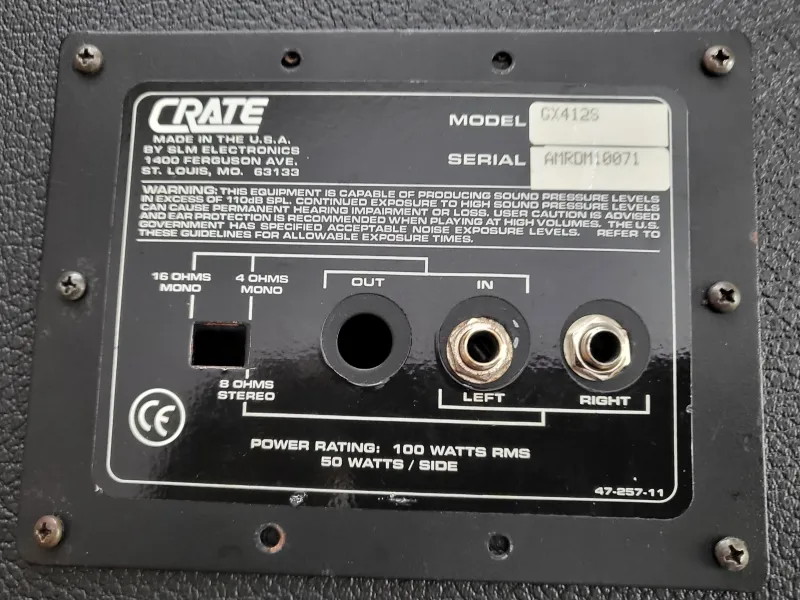 CRATE
MADE IN THE U.S.A.
BY SLM ELECTRONICS
1400 FERGUSON AVE.
ST. LOUIS, MO. 63133
MODEL GX412S
SERIAL AMRDM10071
WARNING: THIS EQUIPMENT IS CAPABLE OF PRODUCING SOUND PRESSURE LEVELS
IN EXCESS OF 110dB SPL. CONTINUED EXPOSURE TO HIGH SOUND PRESSURE LEVELS
CAN CAUSE PERMANENT HEARING IMPAIRMENT OR LOSS. USER CAUTION IS ADVISED
AND EAR PROTECTION IS RECOMMENDED WHEN PLAYING AT HIGH VOLUMES. THE U.S.
GOVERNMENT HAS SPECIFIED ACCEPTABLE NOISE EXPOSURE LEVELS. REFER TO
THESE GUIDELINES FOR ALLOWABLE EXPOSURE TIMES.
16 OHMS
MONO
4 OHMS
MONO
OUT
IN
8 OHMS
STEREO
LEFT
RIGHT
CE
POWER RATING: 100 WATTS RMS
50 WATTS / SIDE
47-257-11